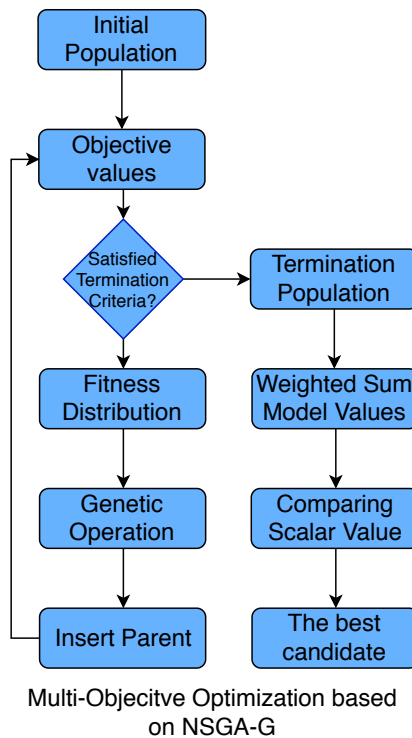 Initial
Population
Objective
values
Satisfied
Termination
Criteria?
Termination
Population
Fitness
Distribution
Weighted Sum
Model Values
Genetic
Operation
Comparing
Scalar Value
Insert Parent
The best
candidate
Multi-Objecitve Optimization based
on NSGA-G